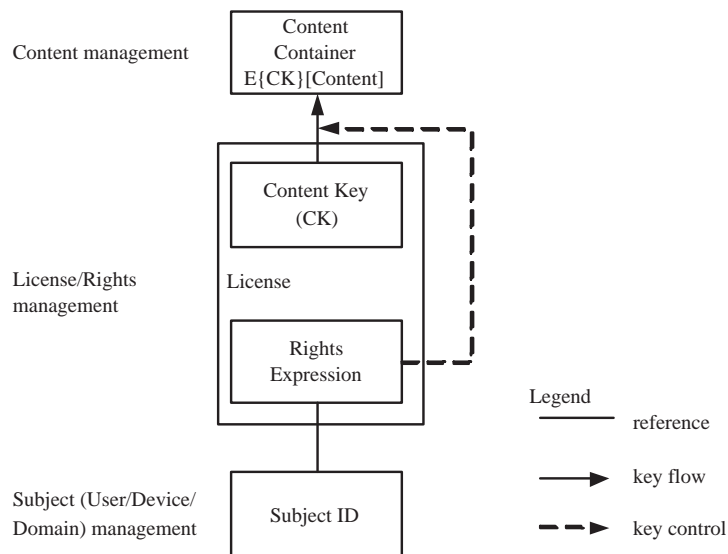 Content management
Content
Container
E{CK}[Content]
Content Key
(CK)
License/Rights
management
License
Rights
Expression
Subject (User/Device/
Domain) management
Subject ID
Legend
reference
key flow
key control